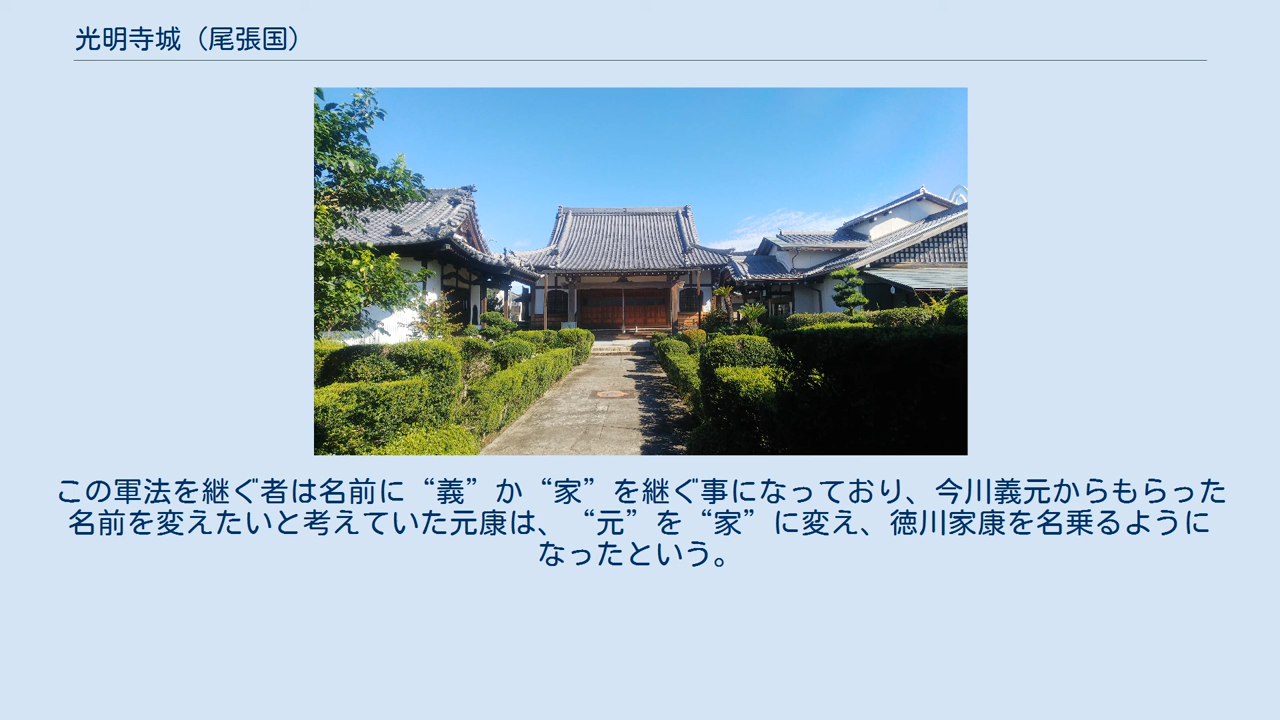 光明寺城（尾張国）
この軍法を継ぐ者は名前に“義”か“家”を継ぐ事になっており、今川義元からもらった
名前を変えたいと考えていた元康は、“元”を“家”に変え、徳川家康を名乗るように
なったという。